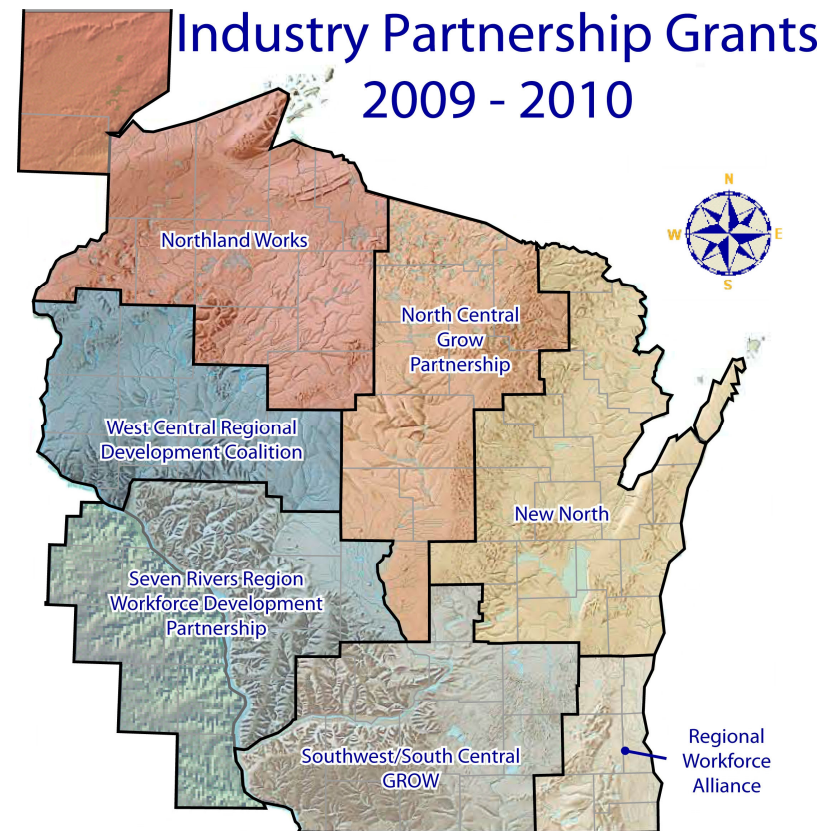 Industry Partnership Grants
2009 - 2010
N
W
E
S
Northland Works
North Central
Grow
Partnership
West Central Regional
Development Coalition
New North
Seven Rivers Region
Workforce Development
Partnership
Southwest/South Central
GROW
Regional
Workforce
Alliance